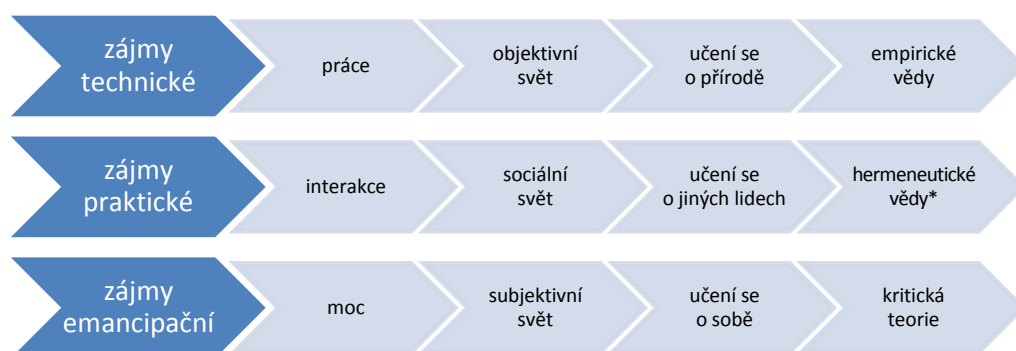 zájmy
technické
práce
objektivní
svět
učení se
o přírodě
empirické
vědy
zájmy
praktické
interakce
sociální
svět
učení se
o jiných lidech
hermeneutické
vědy*
zájmy
emancipační
moc
subjektivní
svět
učení se
o sobě
kritická
teorie